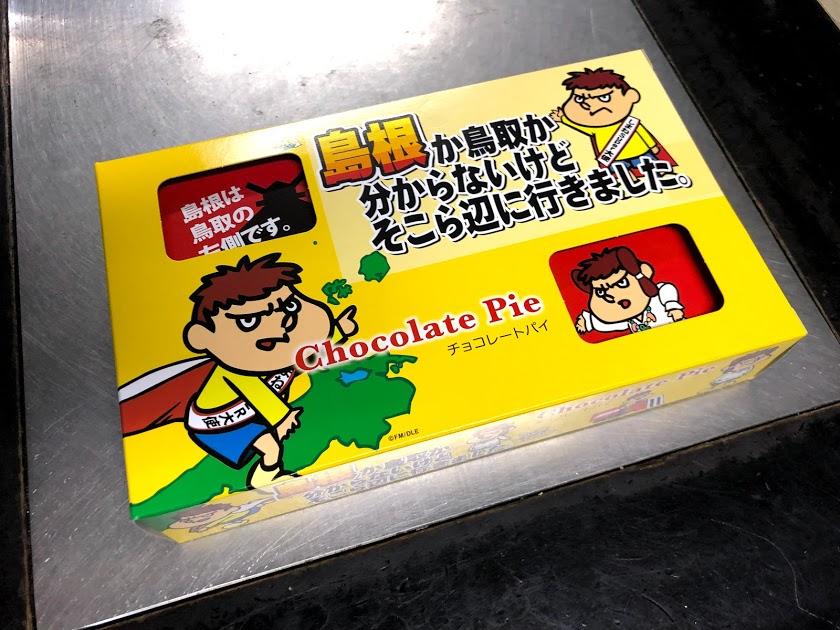 島根か鳥取か
分からないけど
そこら辺に行きました。
島根は
鳥取の
左側です。
Chocolate Pie
チョコレートパイ
©FM/DLE
Chocolate Pie